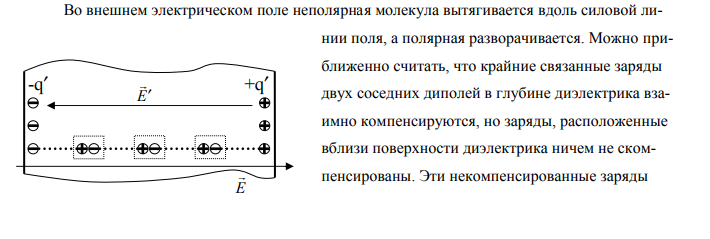 Во внешнем электрическом поле неполярная молекула вытягивается вдоль силовой ли-
нии поля, а полярная разворачивается. Можно при-
ближенно считать, что крайние связанные заряды
двух соседних диполей в глубине диэлектрика вза-
имно компенсируются, но заряды, расположенные
вблизи поверхности диэлектрика ничем не ском-
пенсированы. Эти некомпенсированные заряды
-q′
+q′
E⃗′
E⃗